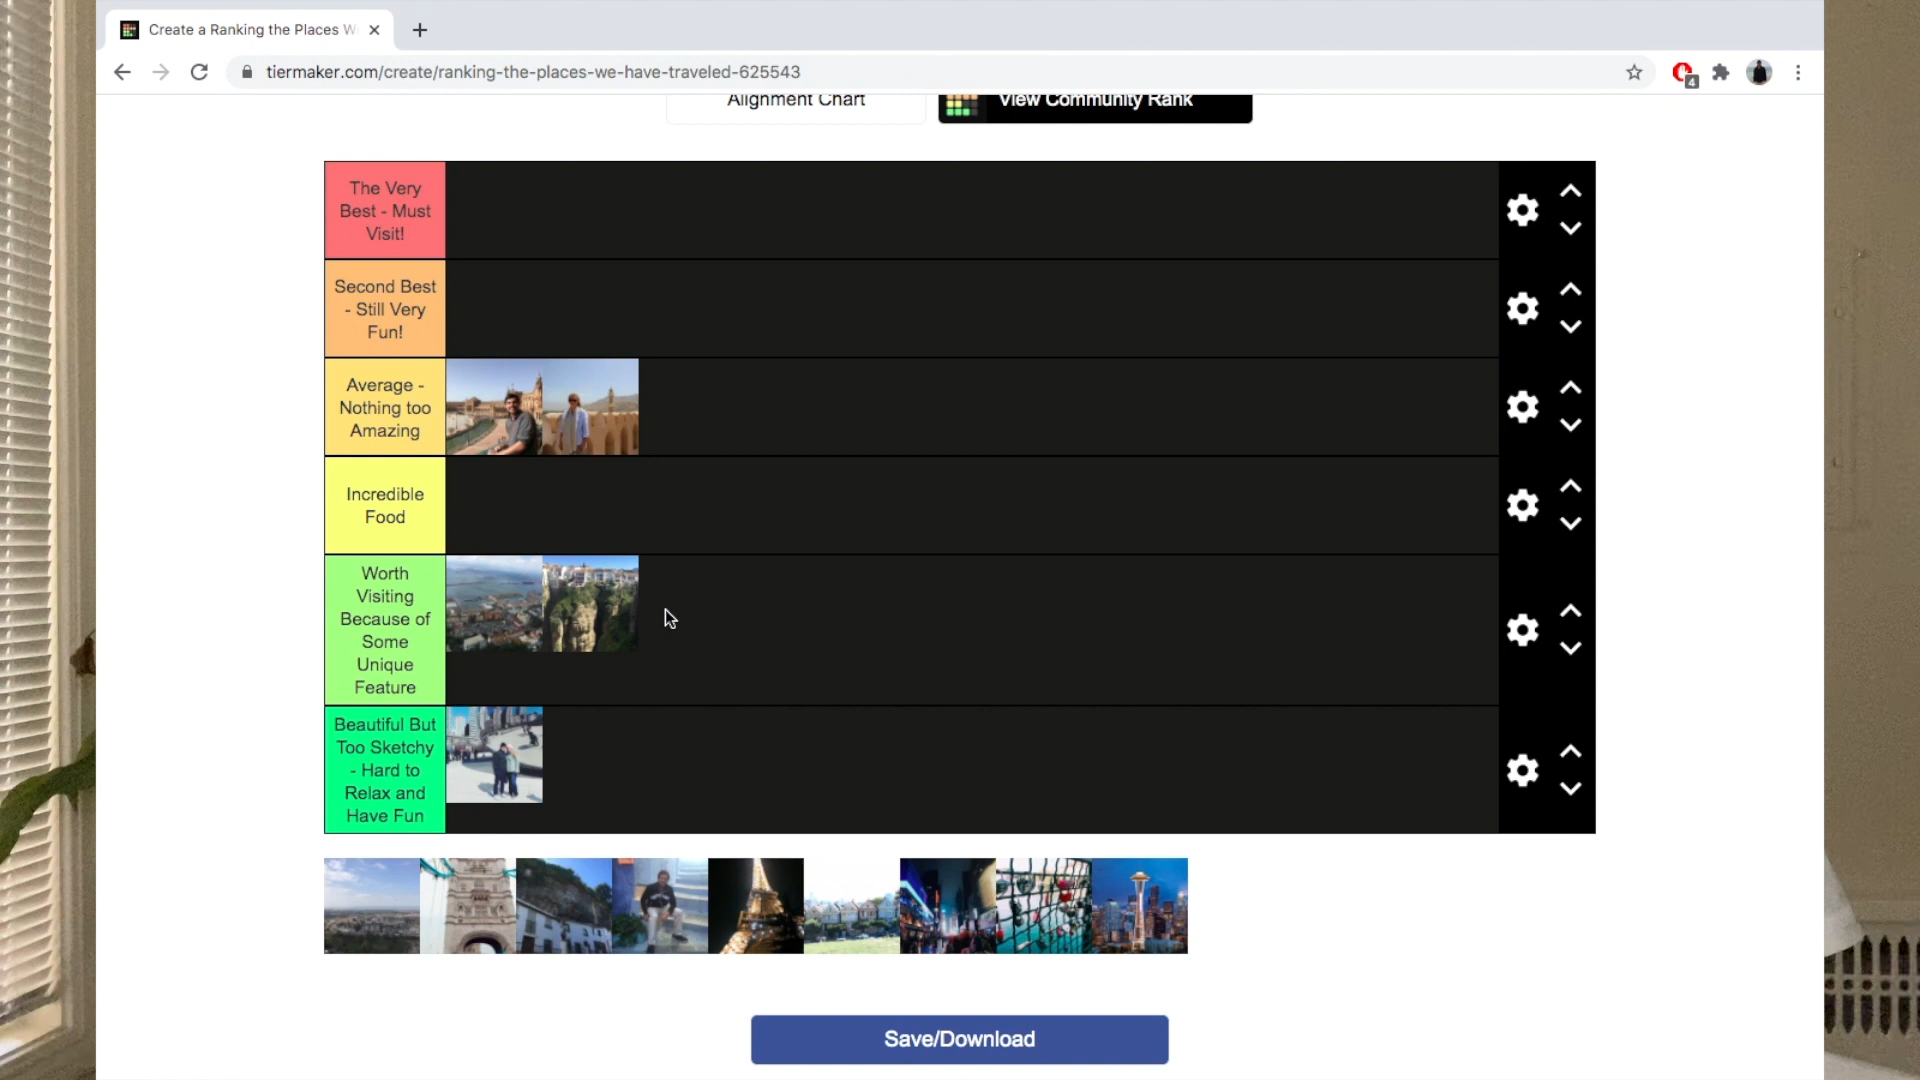 Create a Ranking the Places W
tiermaker.com/create/ranking-the-places-we-have-traveled-625543
4
Alignment Chart
View Community Rank
The Very
Best - Must
Visit!
Second Best
- Still Very
Fun!
Average -
Nothing too
Amazing
Incredible
Food
Worth
Visiting
Because of
Some
Unique
Feature
Beautiful But
Too Sketchy
- Hard to
Relax and
Have Fun
Save/Download